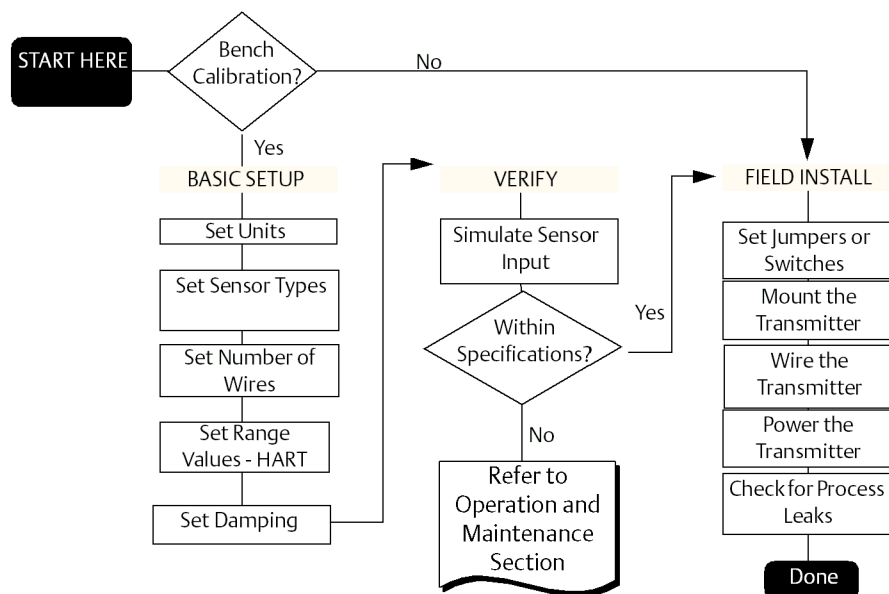 START HERE
Bench
Calibration?
No
Yes
BASIC SETUP
Set Units
Set Sensor Types
Set Number of
Wires
Set Range
Values - HART
Set Damping
VERIFY
Simulate Sensor
Input
Within
Specifications?
Yes
No
Refer to
Operation and
Maintenance
Section
FIELD INSTALL
Set Jumpers or
Switches
Mount the
Transmitter
Wire the
Transmitter
Power the
Transmitter
Check for Process
Leaks
Done